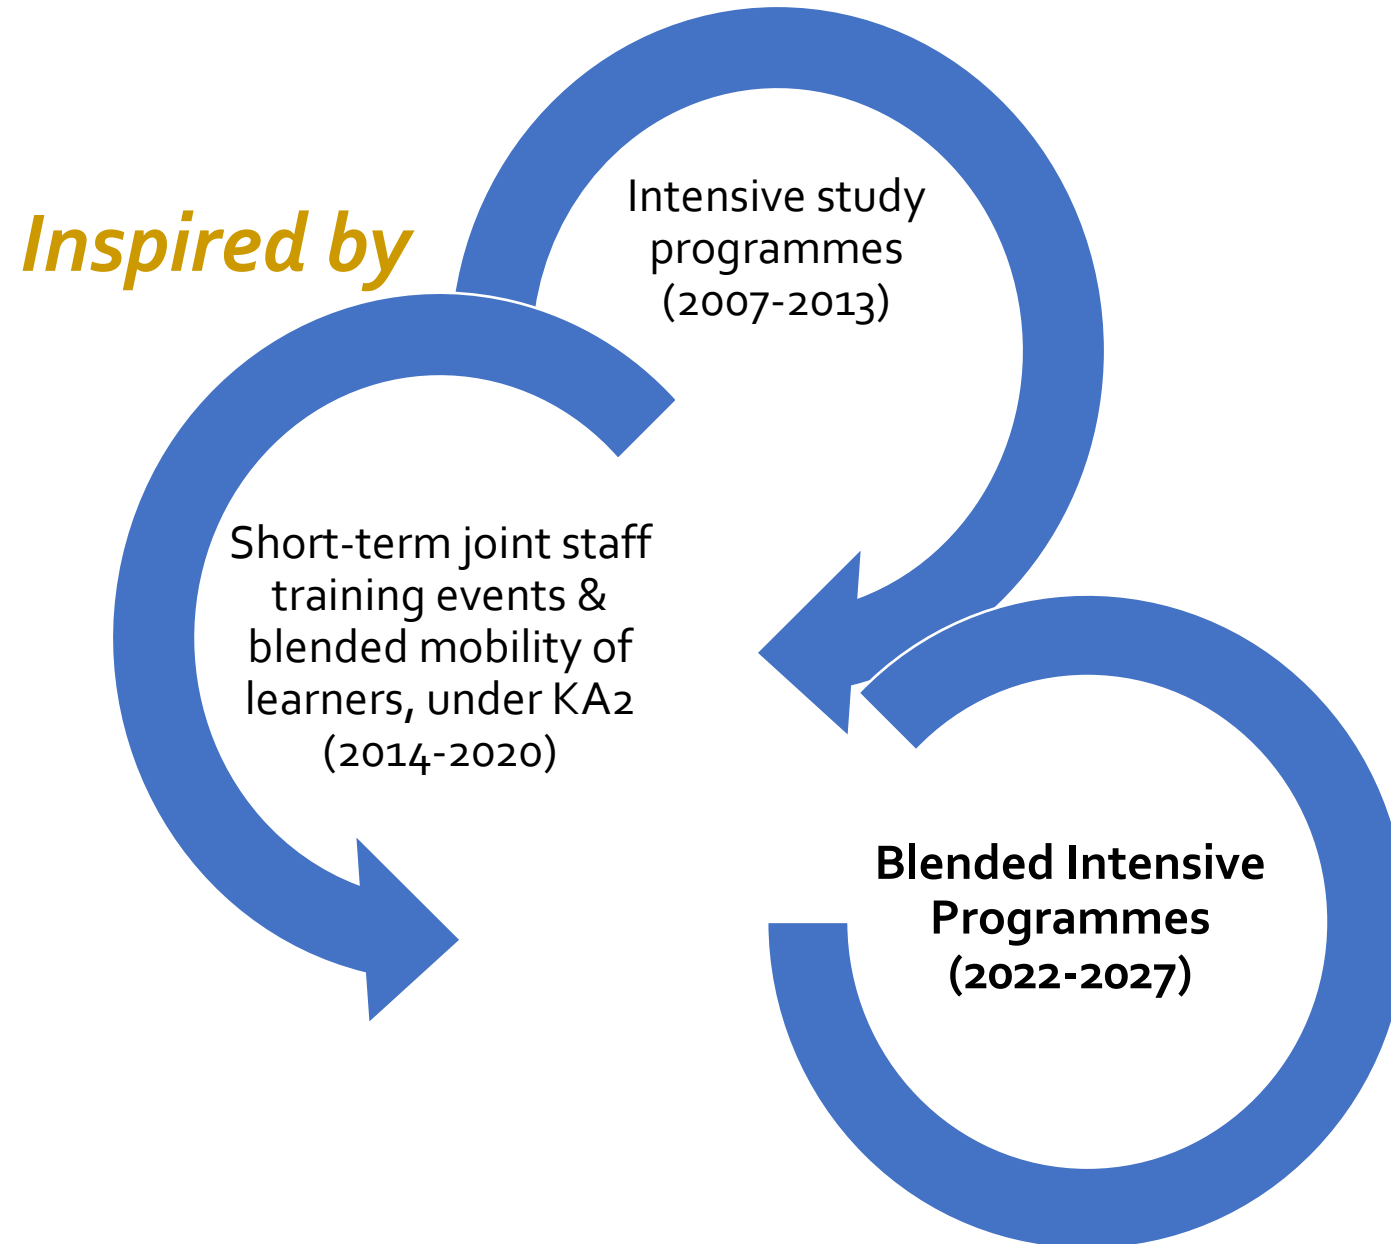 Inspired by
Intensive study
programmes
(2007-2013)
Short-term joint staff
training events &
blended mobility of
learners, under KA2
(2014-2020)
Blended Intensive
Programmes
(2022-2027)